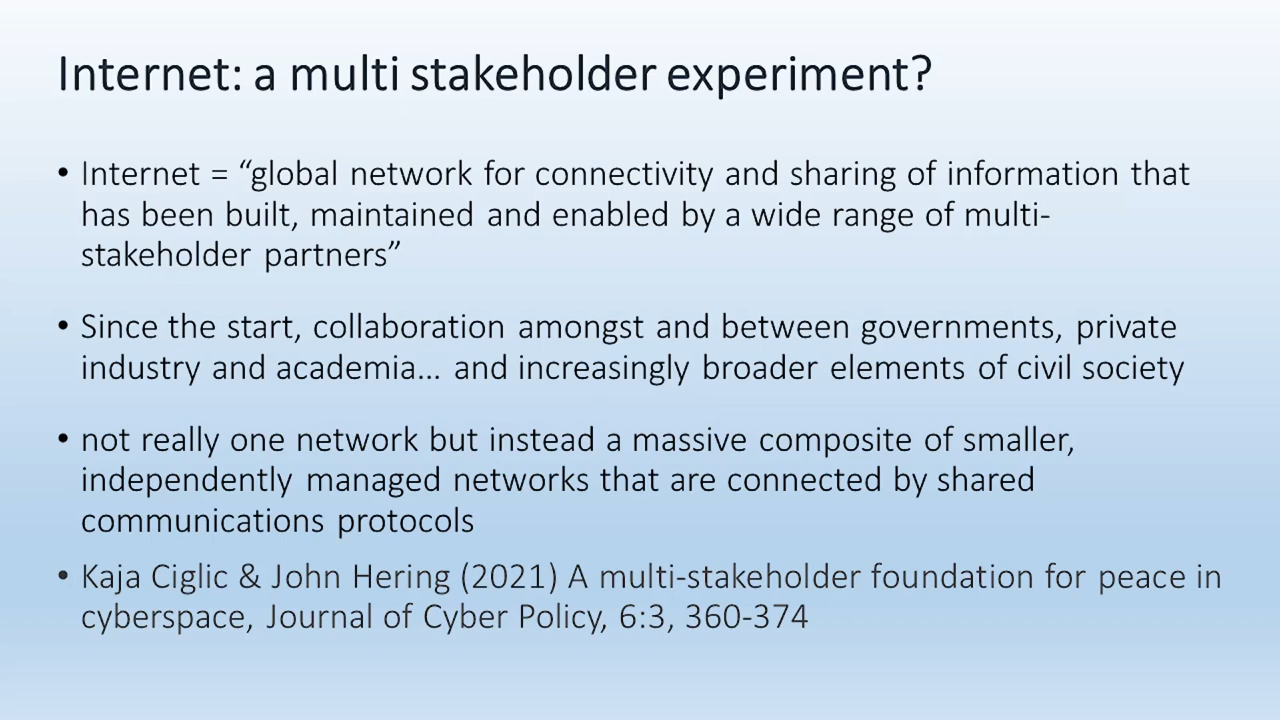 Internet: a multi stakeholder experiment?
• Internet = “global network for connectivity and sharing of information that
has been built, maintained and enabled by a wide range of multi-
stakeholder partners”
• Since the start, collaboration amongst and between governments, private
industry and academia… and increasingly broader elements of civil society
• not really one network but instead a massive composite of smaller,
independently managed networks that are connected by shared
communications protocols
• Kaja Ciglic & John Hering (2021) A multi-stakeholder foundation for peace in
cyberspace, Journal of Cyber Policy, 6:3, 360-374